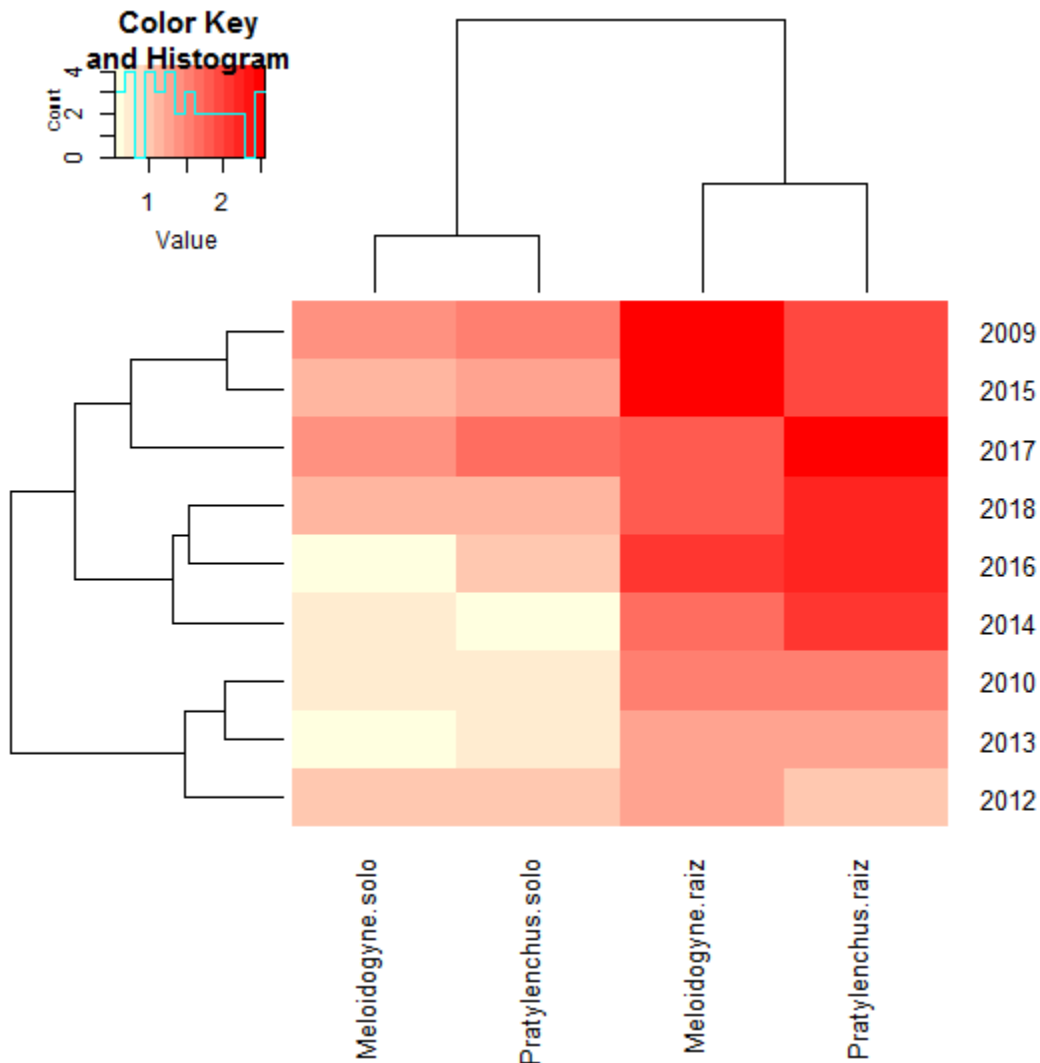 Color Key
and Histogram
Count
0 2 4
1 2
Value
2009
2015
2017
2018
2016
2014
2010
2013
2012
Meloidogyne.solo
Pratylenchus.solo
Meloidogyne.raiz
Pratylenchus.raiz